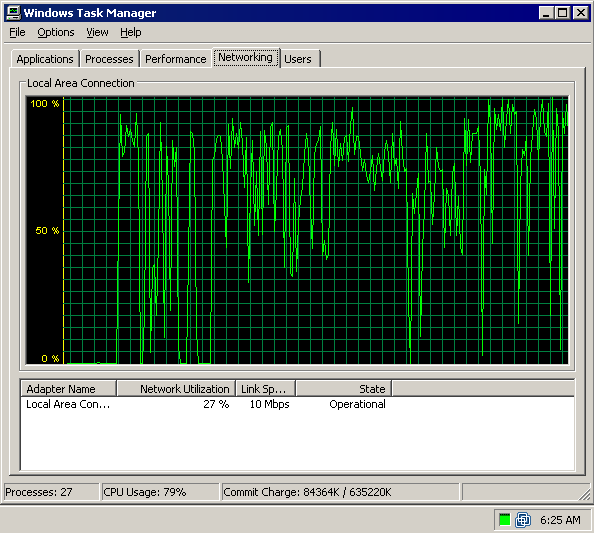 Windows Task Manager
File Options View Help
Applications Processes Performance Networking Users
Local Area Connection
100 %
50 %
0 %
Adapter Name Network Utilization Link Sp... State
Local Area Con... 27 % 10 Mbps Operational
Processes: 27 CPU Usage: 79% Commit Charge: 84364K / 635220K
6:25 AM